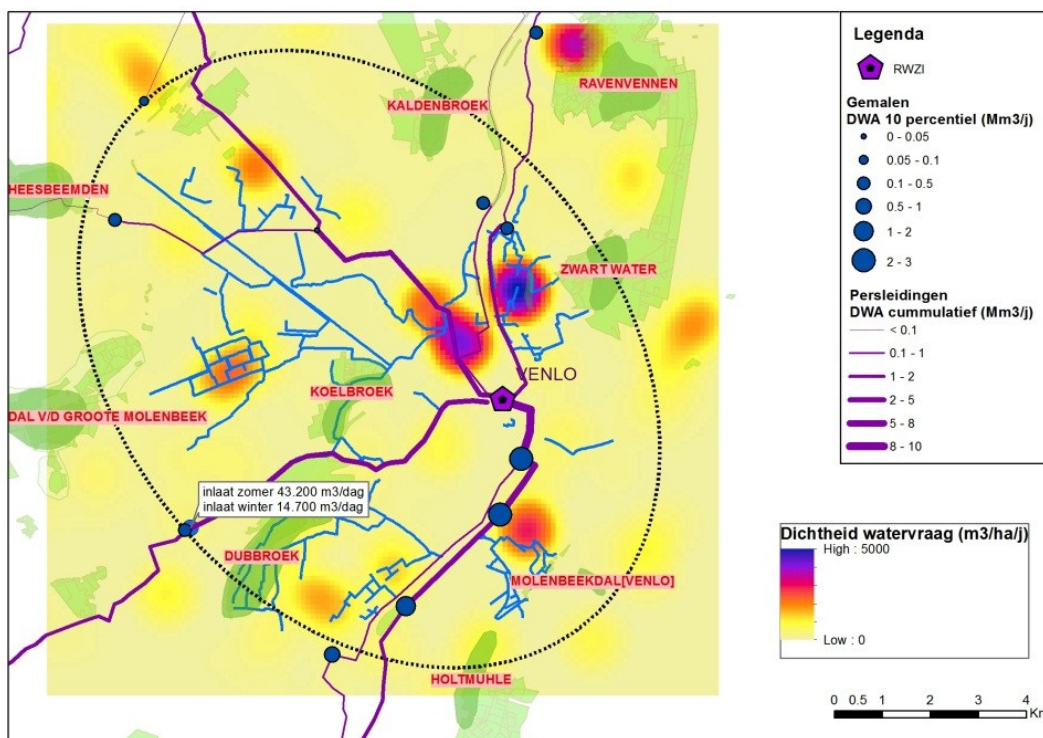 RAVENVENNEN
KALDENBROEK
HEESBEEMDEN
ZWART WATER
VENLO
KOELBROEK
DAL V/D GROOTE MOLENBEEK
inlaat zomer 43.200 m3/dag
inlaat winter 14.700 m3/dag
DUBBROEK
MOLENBEEKDAL[VENLO]
HOLTMUHLE
Legenda
RWZI
Gemalen
DWA 10 percentiel (Mm3/j)
0 - 0.05
0.05 - 0.1
0.1 - 0.5
0.5 - 1
1 - 2
2 - 3
Persleidingen
DWA cummulatief (Mm3/j)
< 0.1
0.1 - 1
1 - 2
2 - 5
5 - 8
8 - 10
Dichtheid watervraag (m3/ha/j)
High : 5000
Low : 0
0 0.5 1 2 3 4
Km